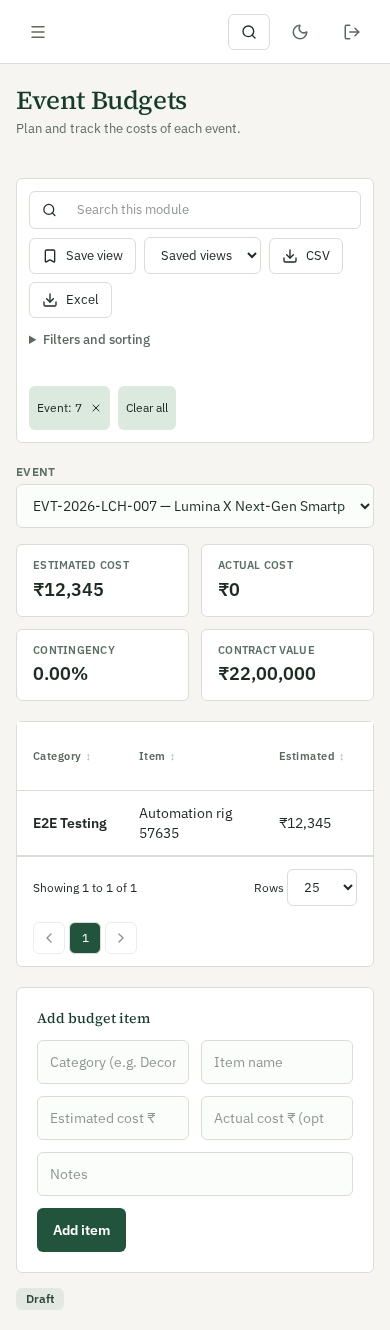 Event Budgets
Plan and track the costs of each event.
Search this module
Save view
Saved views
CSV
Excel
Filters and sorting
Event: 7
Clear all
EVENT
EVT-2026-LCH-007 — Lumina X Next-Gen Smartp
ESTIMATED COST
₹12,345
ACTUAL COST
₹0
CONTINGENCY
0.00%
CONTRACT VALUE
₹22,00,000
Category ↕ Item ↕ Estimated ↕
E2E Testing
Automation rig
57635
₹12,345
Showing 1 to 1 of 1
Rows 25
1
Add budget item
Category (e.g. Decor
Item name
Estimated cost ₹
Actual cost ₹ (opt
Notes
Add item
Draft